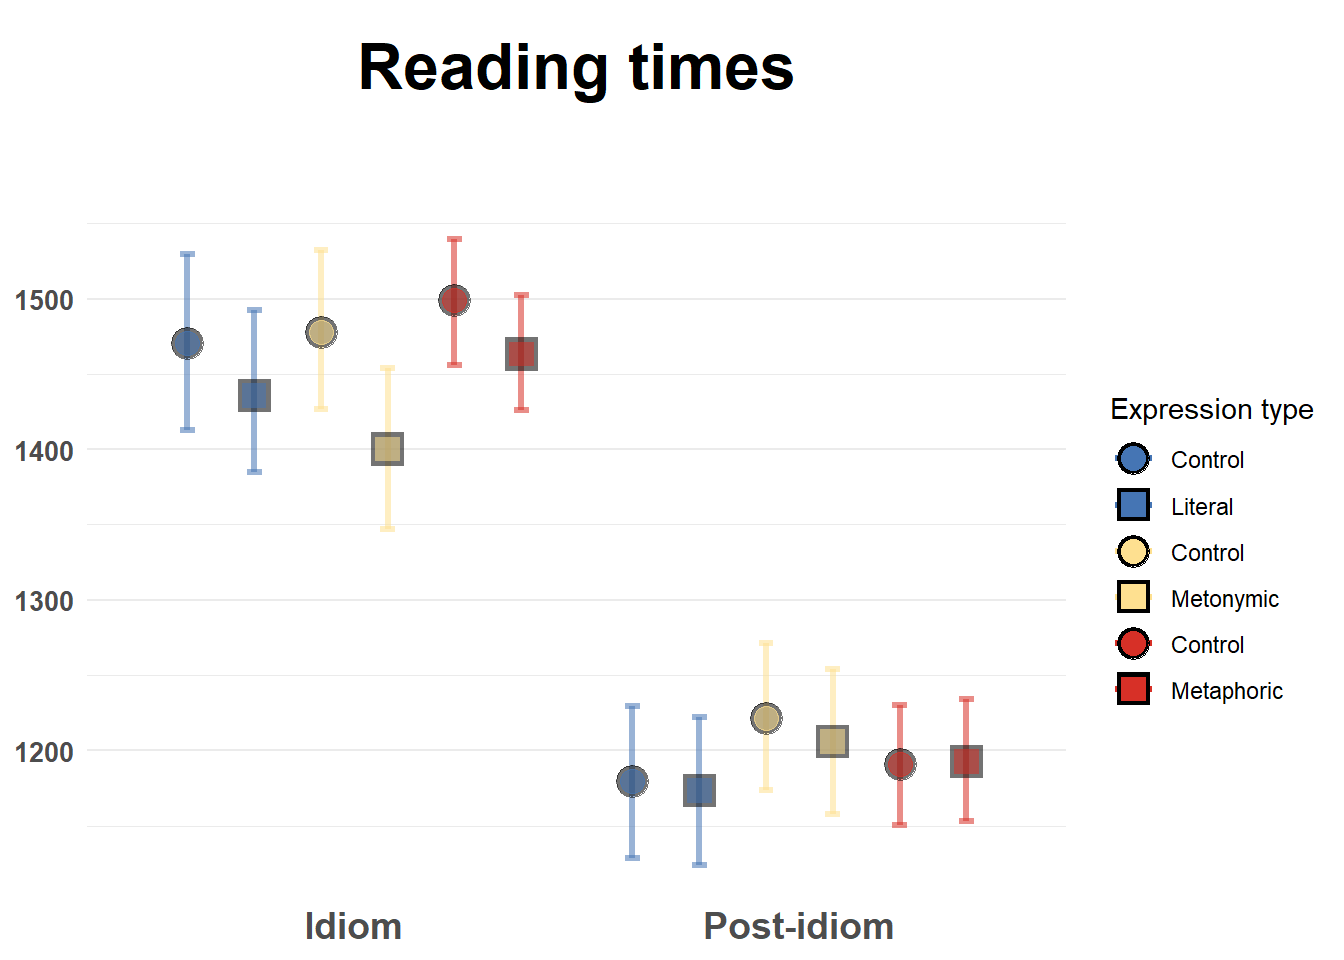 Reading times
1500
1400
1300
1200
Idiom
Post-idiom
Expression type
Control
Literal
Control
Metonymic
Control
Metaphoric